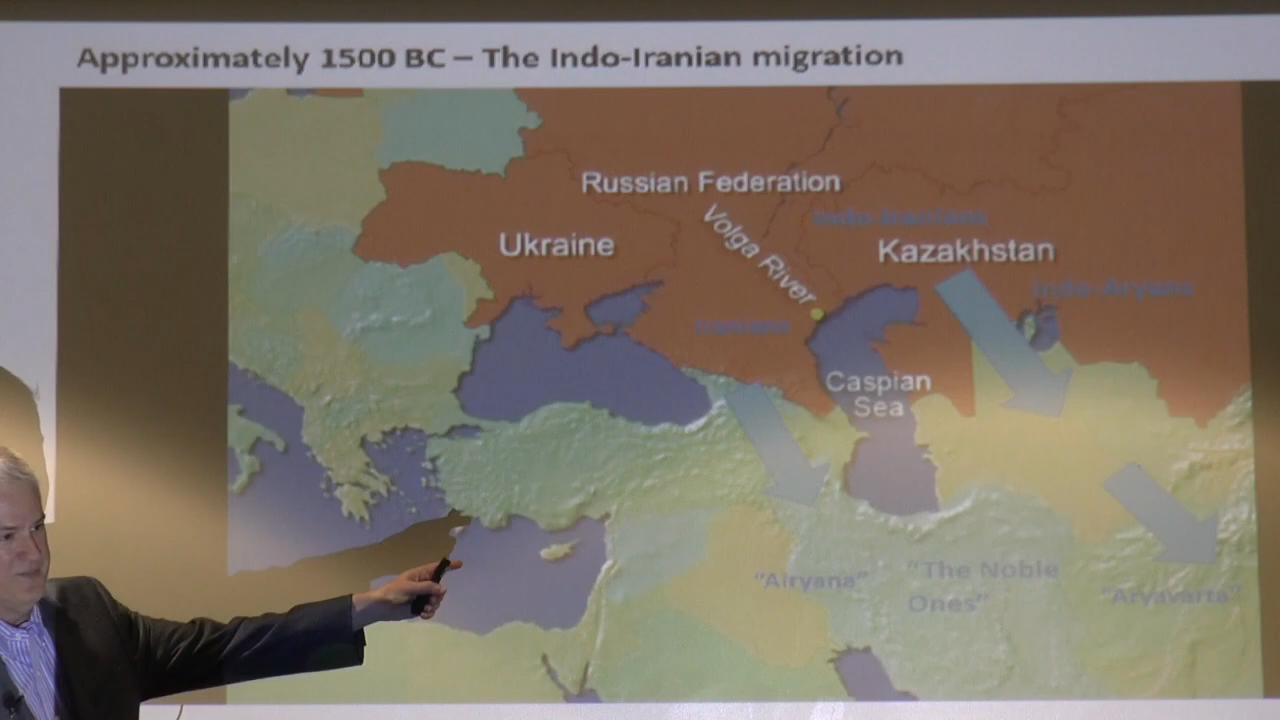 Approximately 1500 BC – The Indo-Iranian migration
Russian Federation
Indo-Iranians
Volga River
Ukraine
Kazakhstan
Indo-Aryans
Iranians
Caspian
Sea
"Airyana"
"The Noble
Ones"
"Aryavarta"